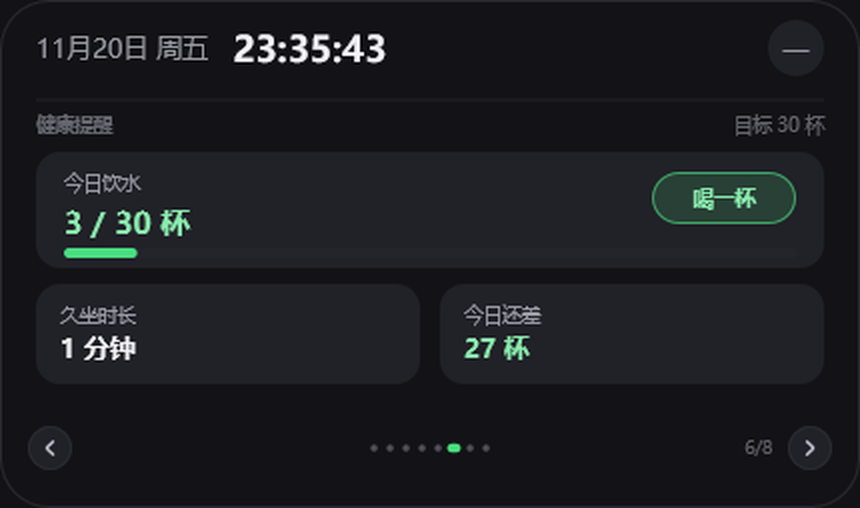 11月20日 周五 23:35:43
健康提醒 目标 30 杯
今日饮水
喝一杯
3 / 30 杯
久坐时长
1 分钟
今日还差
27 杯
6/8